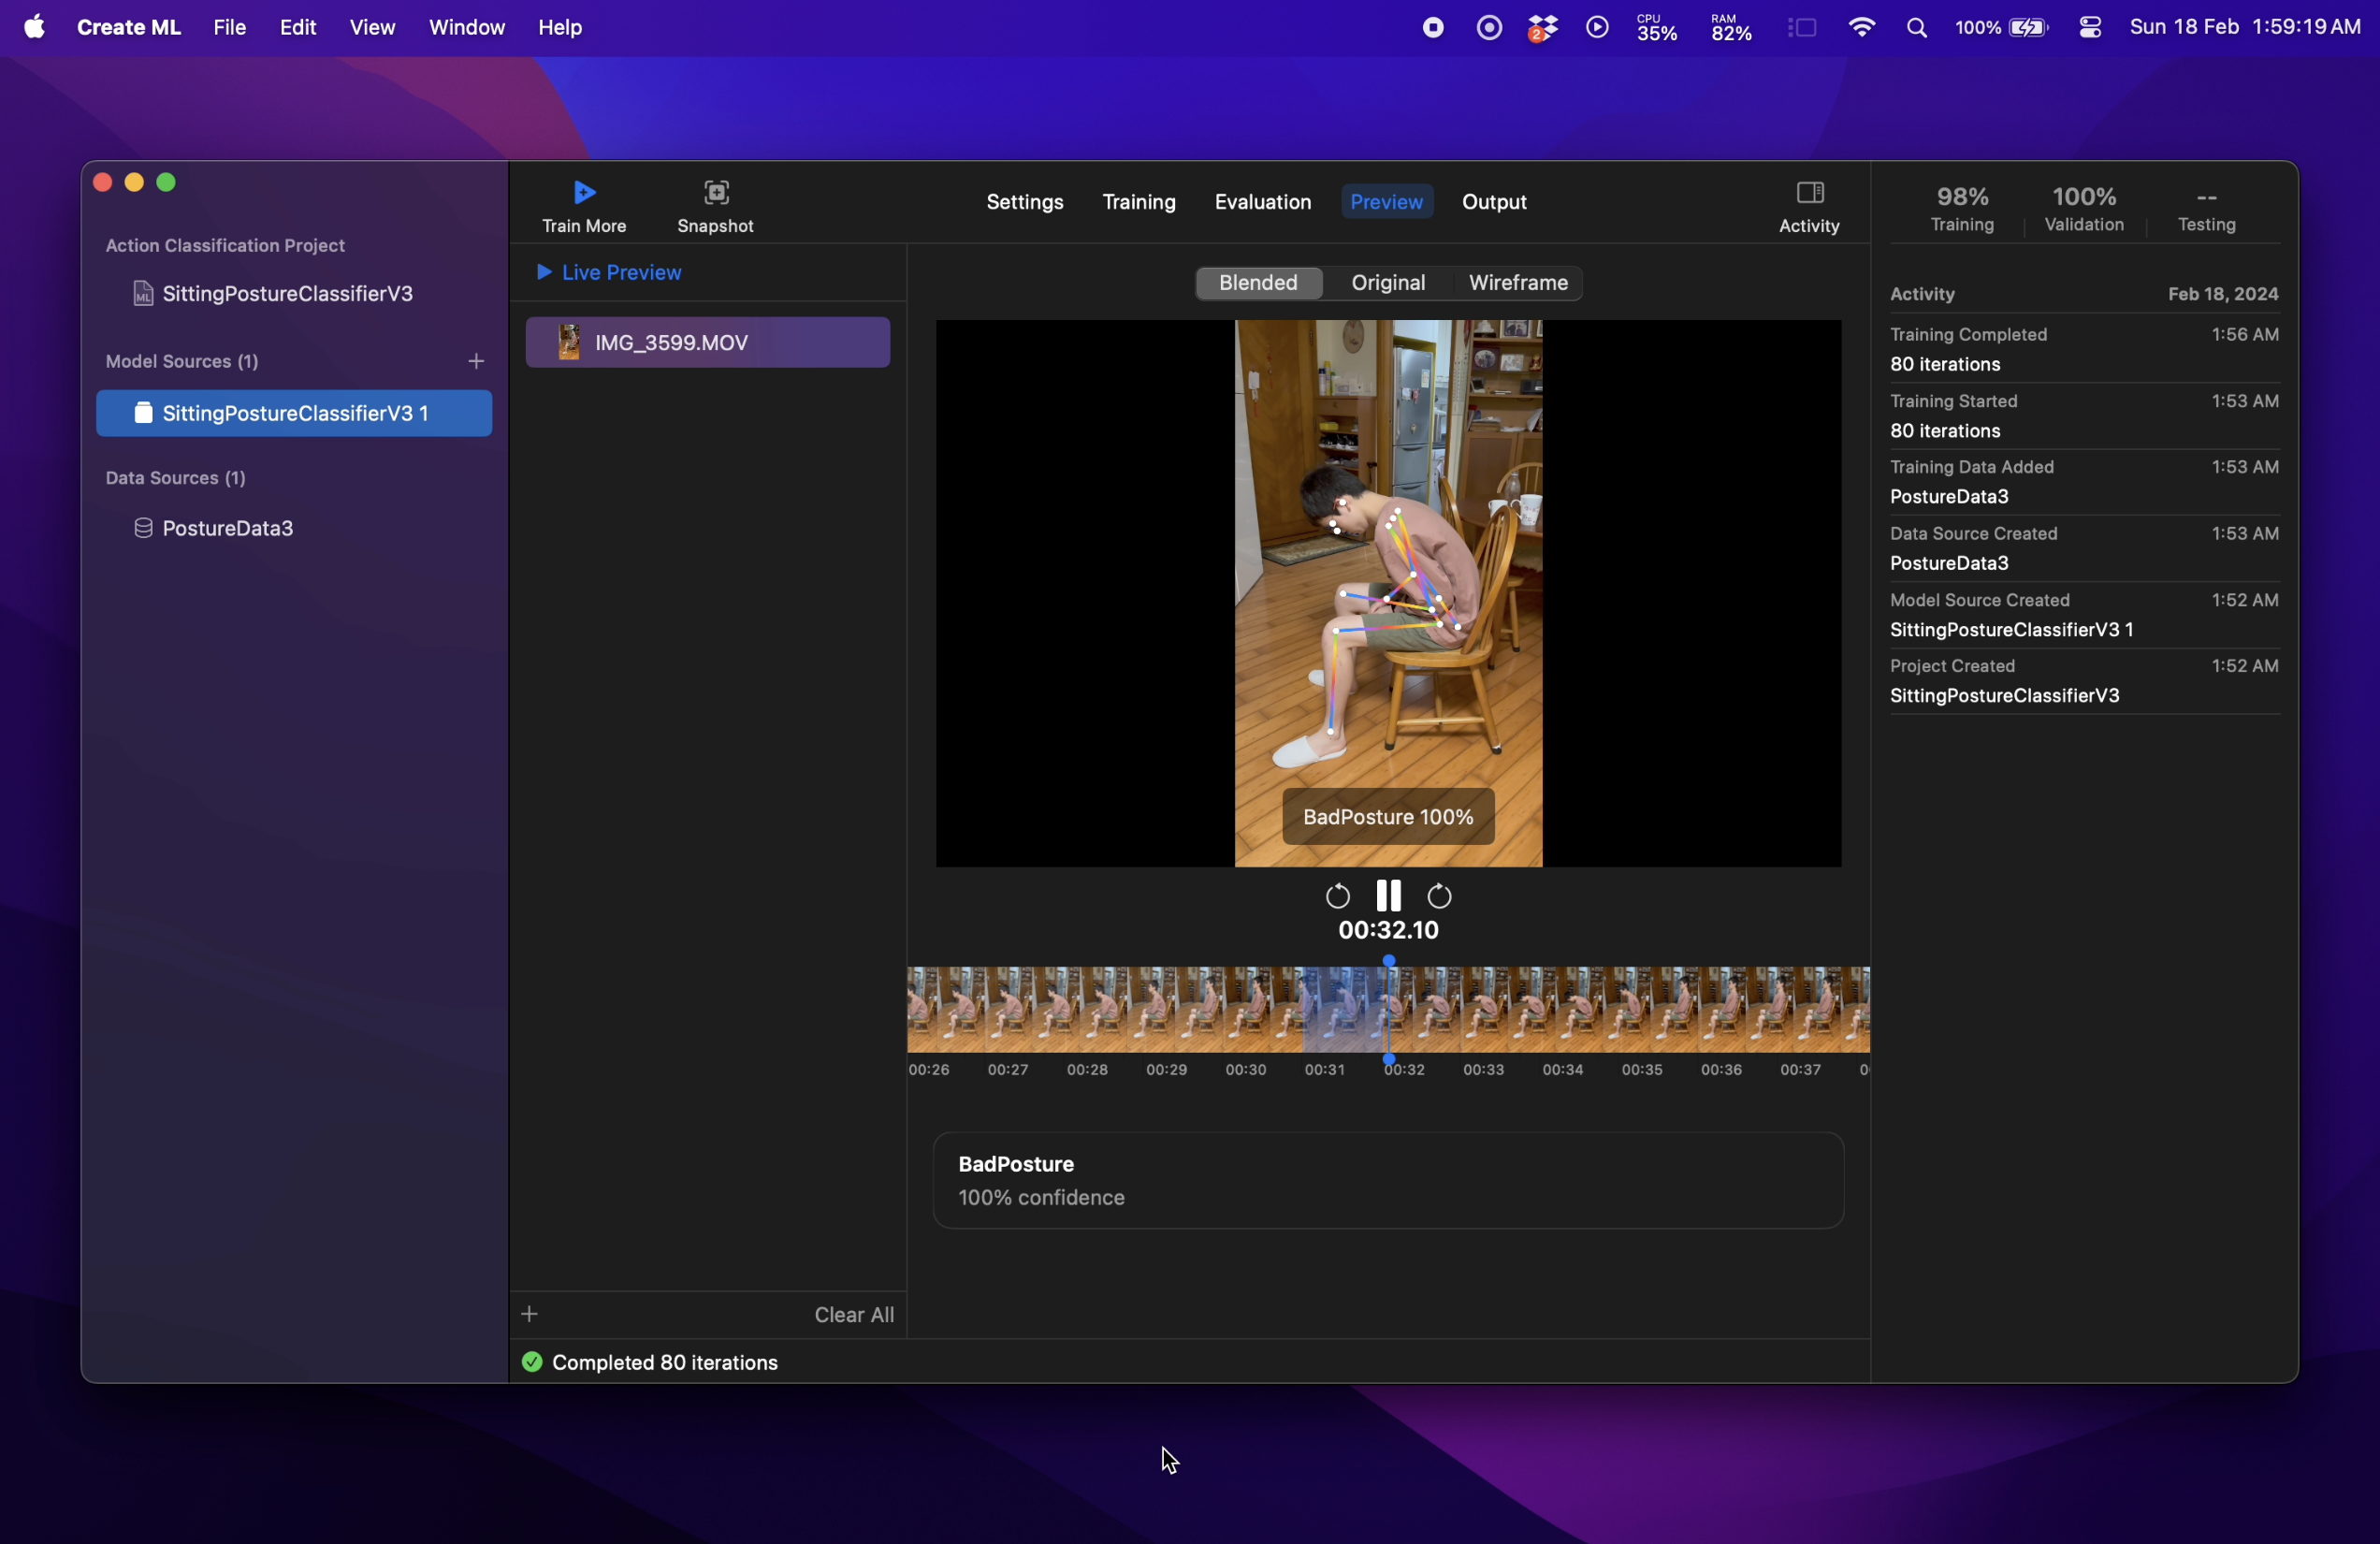 Create ML File Edit View Window Help
2 CPU 35% RAM 82% 100% Sun 18 Feb 1:59:19 AM
Action Classification Project
ML SittingPostureClassifierV3
Model Sources (1)
SittingPostureClassifierV3 1
Data Sources (1)
PostureData3
Train More Snapshot
Settings Training Evaluation Preview Output
Activity
Live Preview
IMG_3599.MOV
Clear All
Completed 80 iterations
Blended Original Wireframe
BadPosture 100%
00:32.10
00:26 00:27 00:28 00:29 00:30 00:31 00:32 00:33 00:34 00:35 00:36 00:37 0
BadPosture
100% confidence
98% 100% --
Training Validation Testing
Activity Feb 18, 2024
Training Completed 1:56 AM
80 iterations
Training Started 1:53 AM
80 iterations
Training Data Added 1:53 AM
PostureData3
Data Source Created 1:53 AM
PostureData3
Model Source Created 1:52 AM
SittingPostureClassifierV3 1
Project Created 1:52 AM
SittingPostureClassifierV3